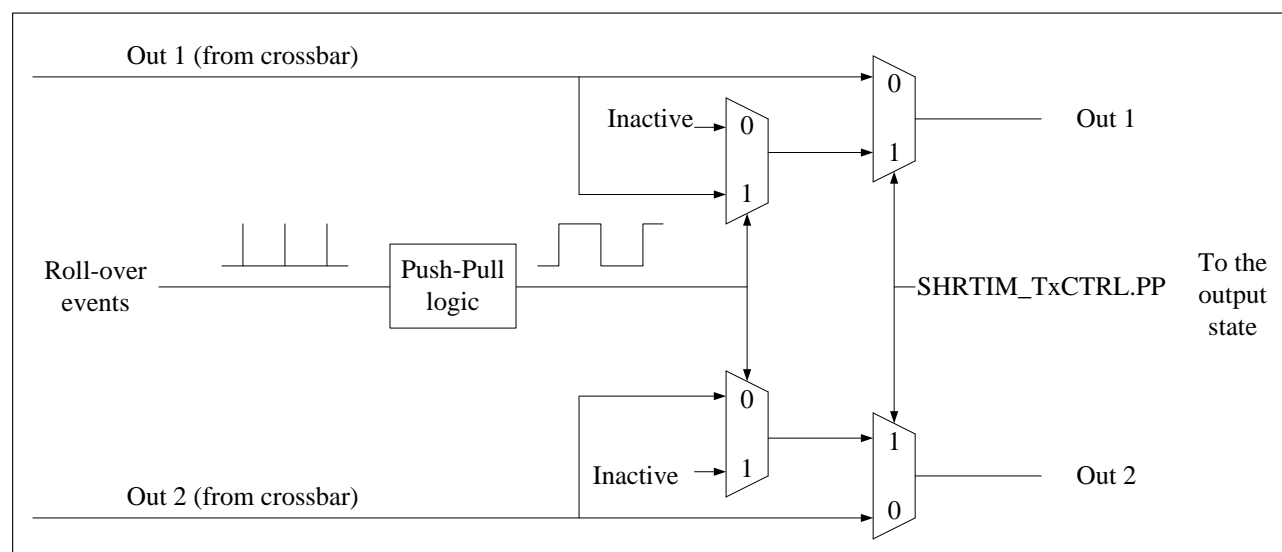 Out 1 (from crossbar)
0
Inactive
0
Out 1
1
1
Roll-over
events
Push-Pull
logic
SHRTIM_TxCTRL.PP
To the
output
state
0
1
Inactive
1
Out 2
Out 2 (from crossbar)
0